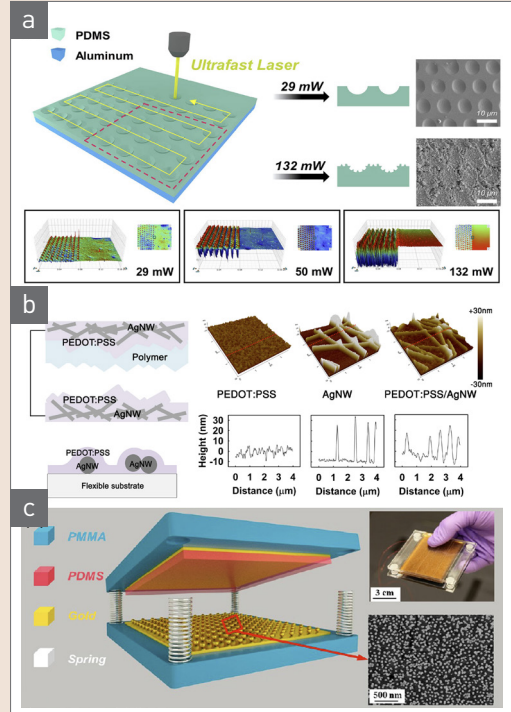 a
PDMS
Aluminum
Ultrafast Laser
29 mW
10 µm
132 mW
10 µm
29 mW
50 mW
132 mW
b
AgNW
PEDOT:PSS
Polymer
PEDOT:PSS
AgNW
PEDOT:PSS
AgNW
AgNW
Flexible substrate
+30nm
-30nm
PEDOT:PSS
AgNW
PEDOT:PSS/AgNW
Height (nm)
30
20
10
0
-10
0 1 2 3 4
0 1 2 3 4
0 1 2 3 4
Distance (μm)
Distance (μm)
Distance (μm)
c
PMMA
PDMS
Gold
Spring
3 cm
500 nm